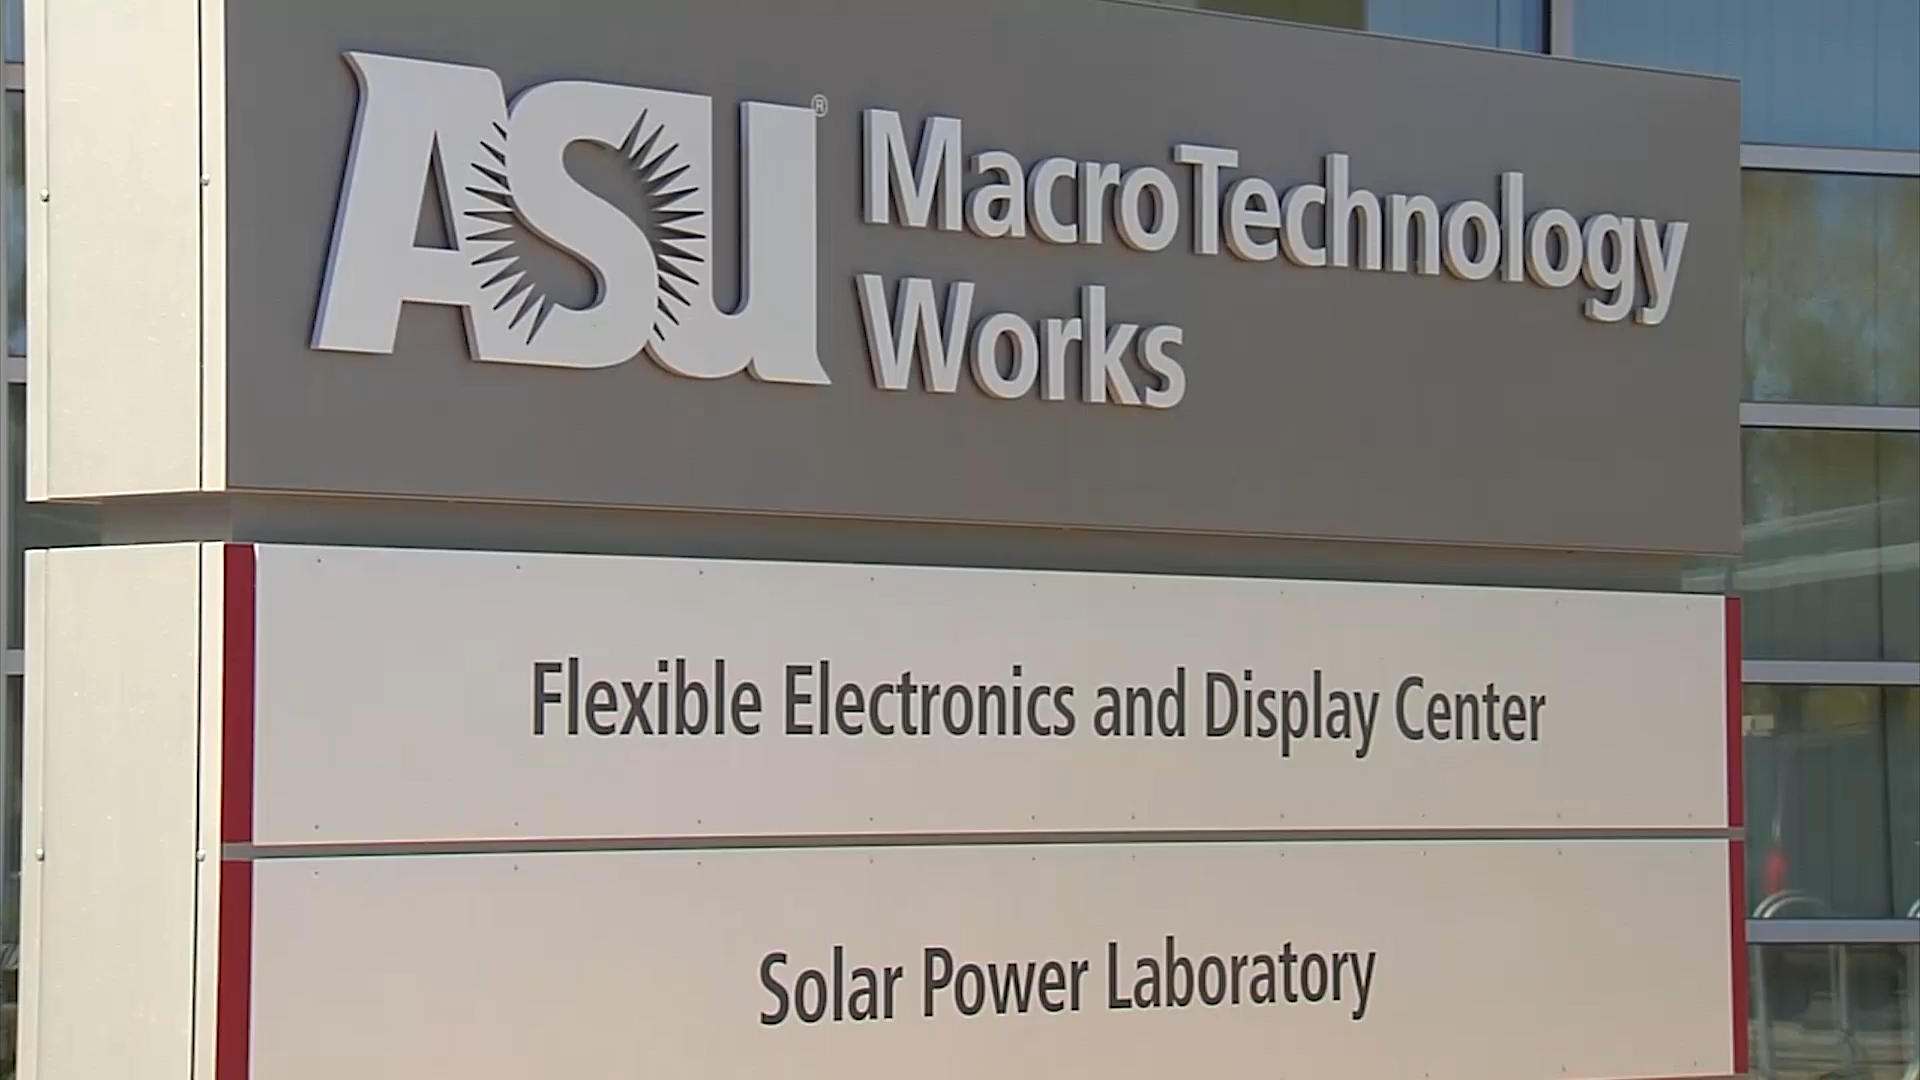 ASU® MacroTechnology
Works
Flexible Electronics and Display Center
Solar Power Laboratory